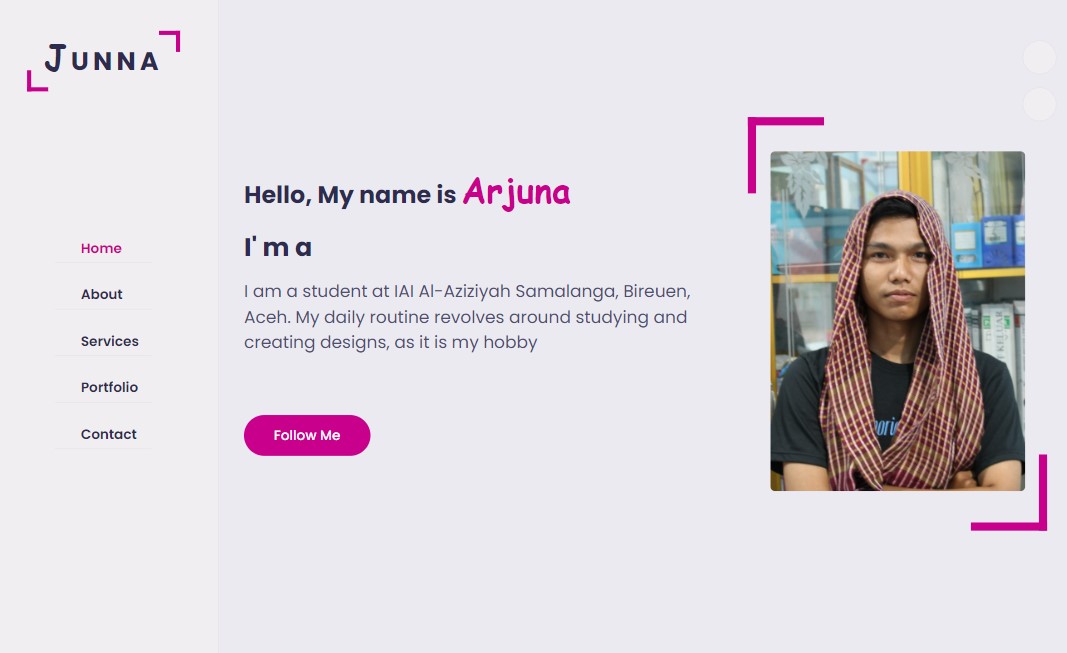 JUNNA
Home
About
Services
Portfolio
Contact
Hello, My name is Arjuna
I' m a
I am a student at IAI Al-Aziziyah Samalanga, Bireuen,
Aceh. My daily routine revolves around studying and
creating designs, as it is my hobby
Follow Me